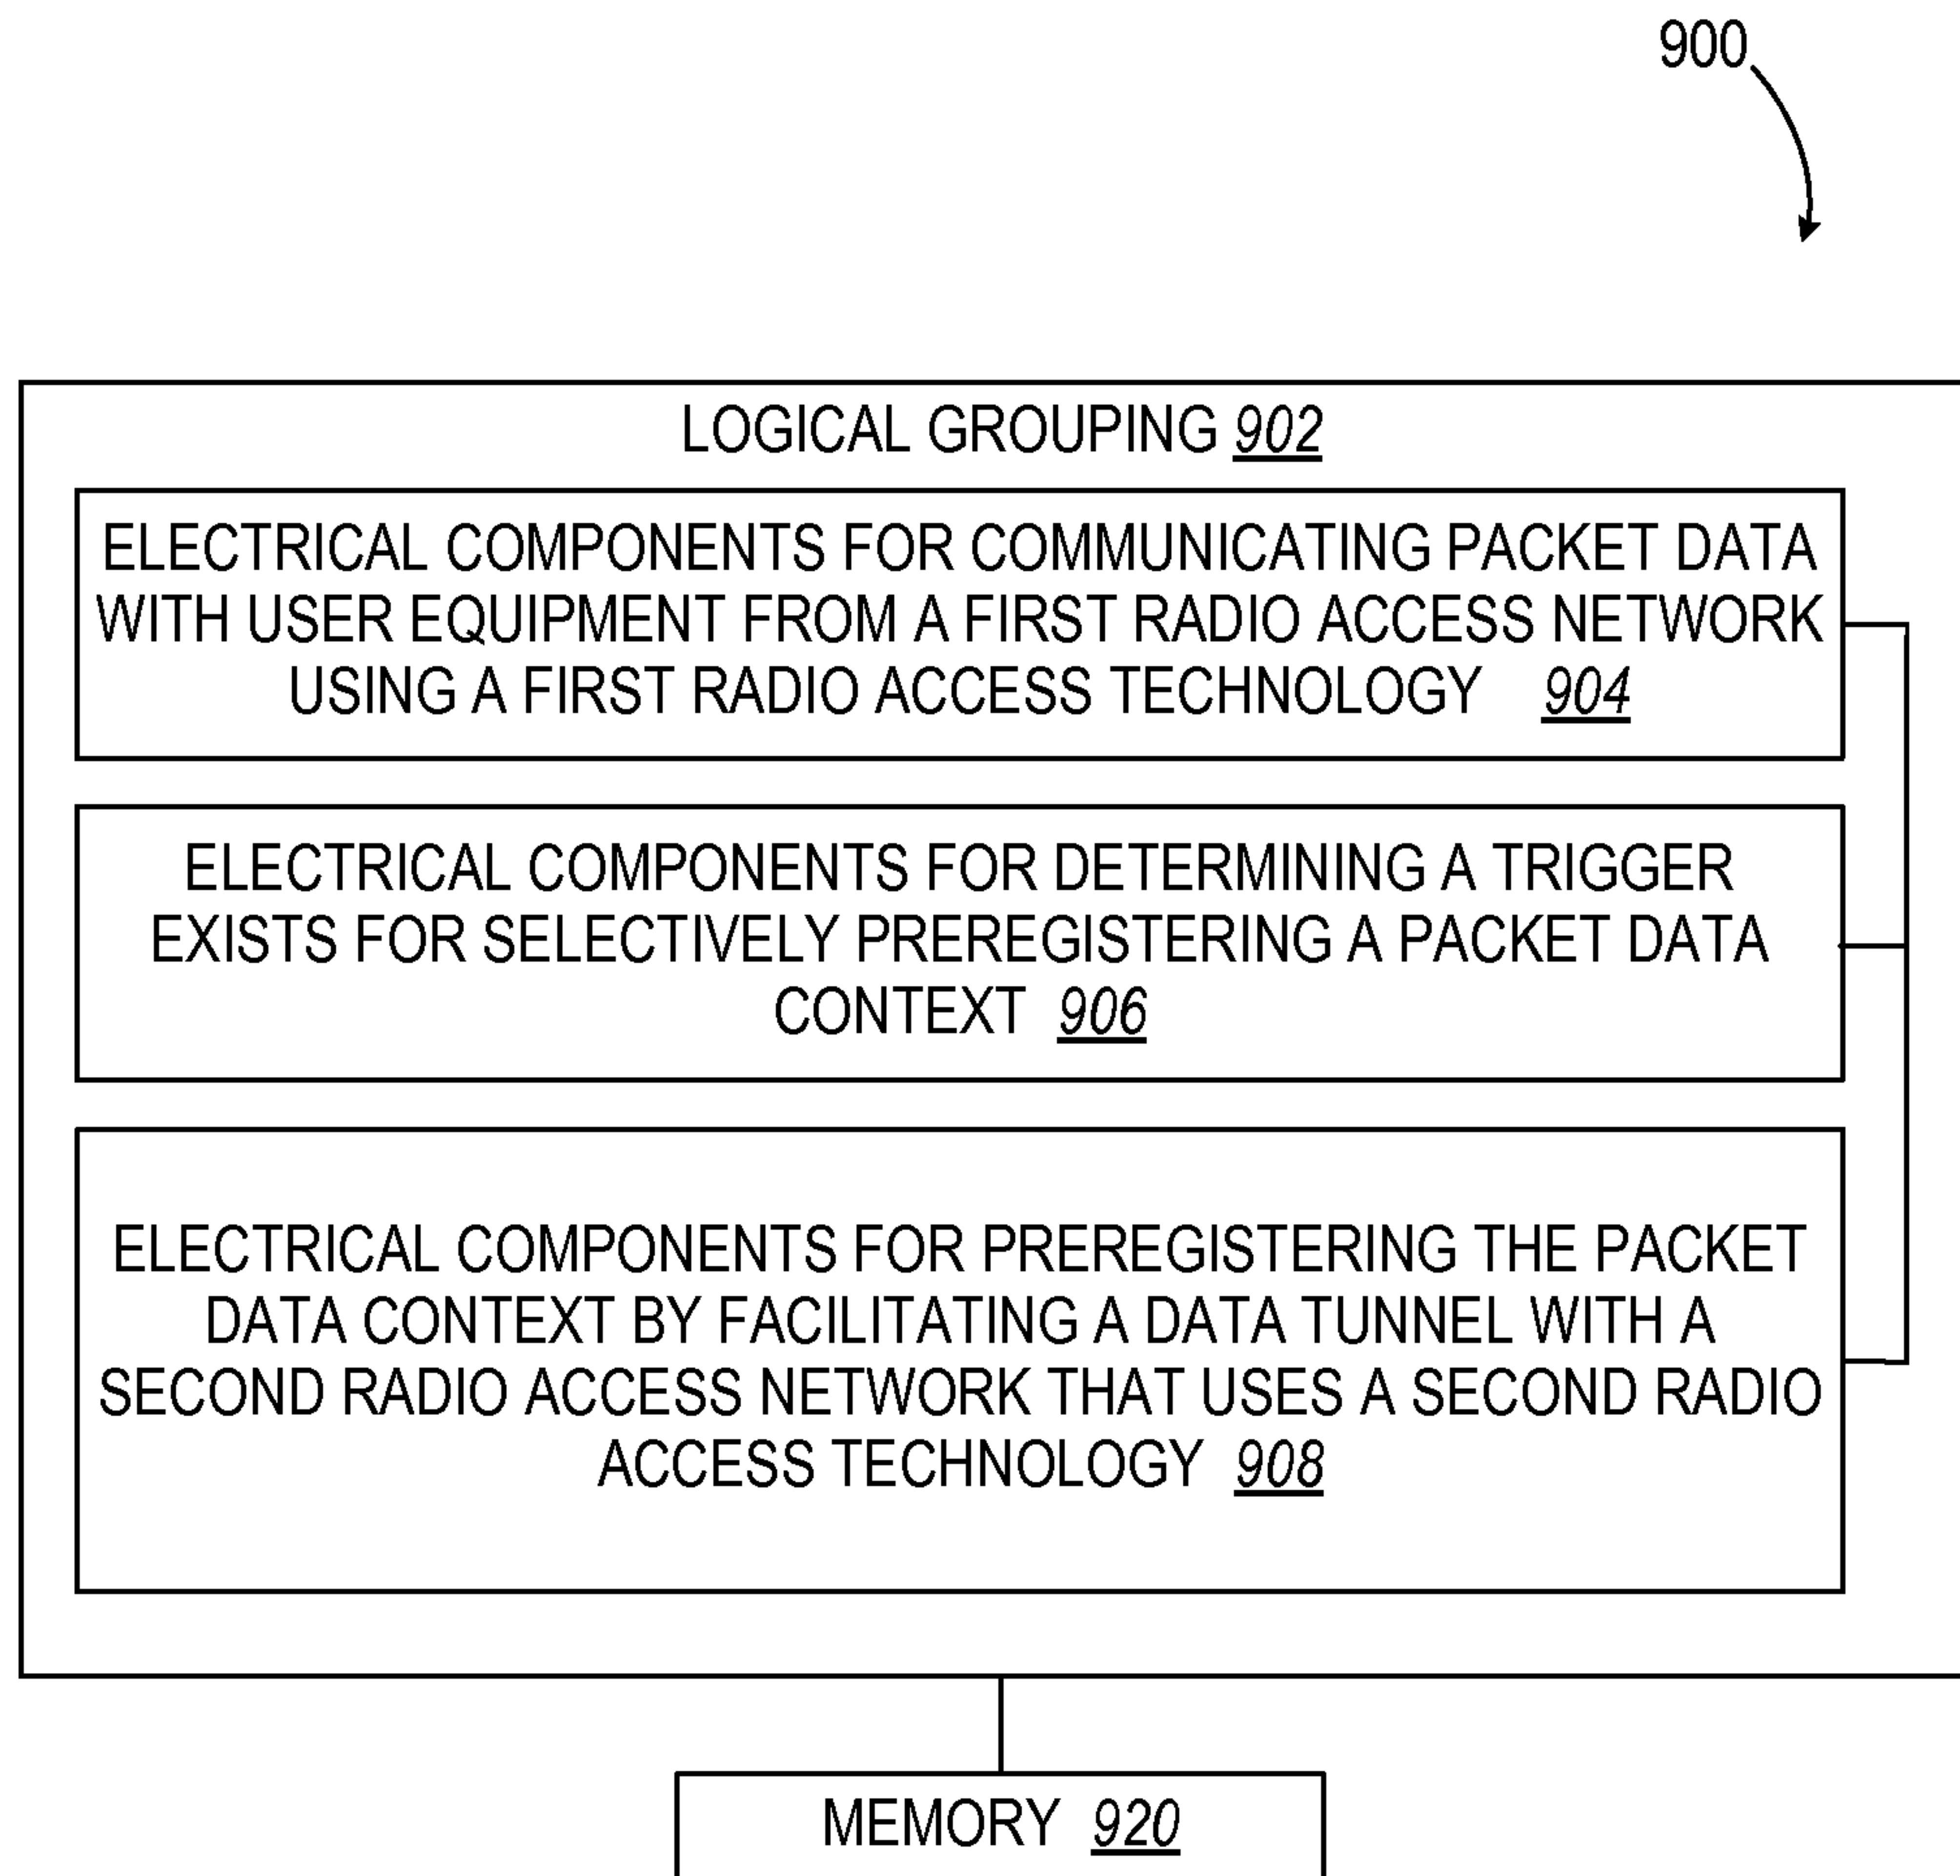 900
LOGICAL GROUPING 902
ELECTRICAL COMPONENTS FOR COMMUNICATING PACKET DATA
WITH USER EQUIPMENT FROM A FIRST RADIO ACCESS NETWORK
USING A FIRST RADIO ACCESS TECHNOLOGY 904
ELECTRICAL COMPONENTS FOR DETERMINING A TRIGGER
EXISTS FOR SELECTIVELY PREREGISTERING A PACKET DATA
CONTEXT 906
ELECTRICAL COMPONENTS FOR PREREGISTERING THE PACKET
DATA CONTEXT BY FACILITATING A DATA TUNNEL WITH A
SECOND RADIO ACCESS NETWORK THAT USES A SECOND RADIO
ACCESS TECHNOLOGY 908
MEMORY 920